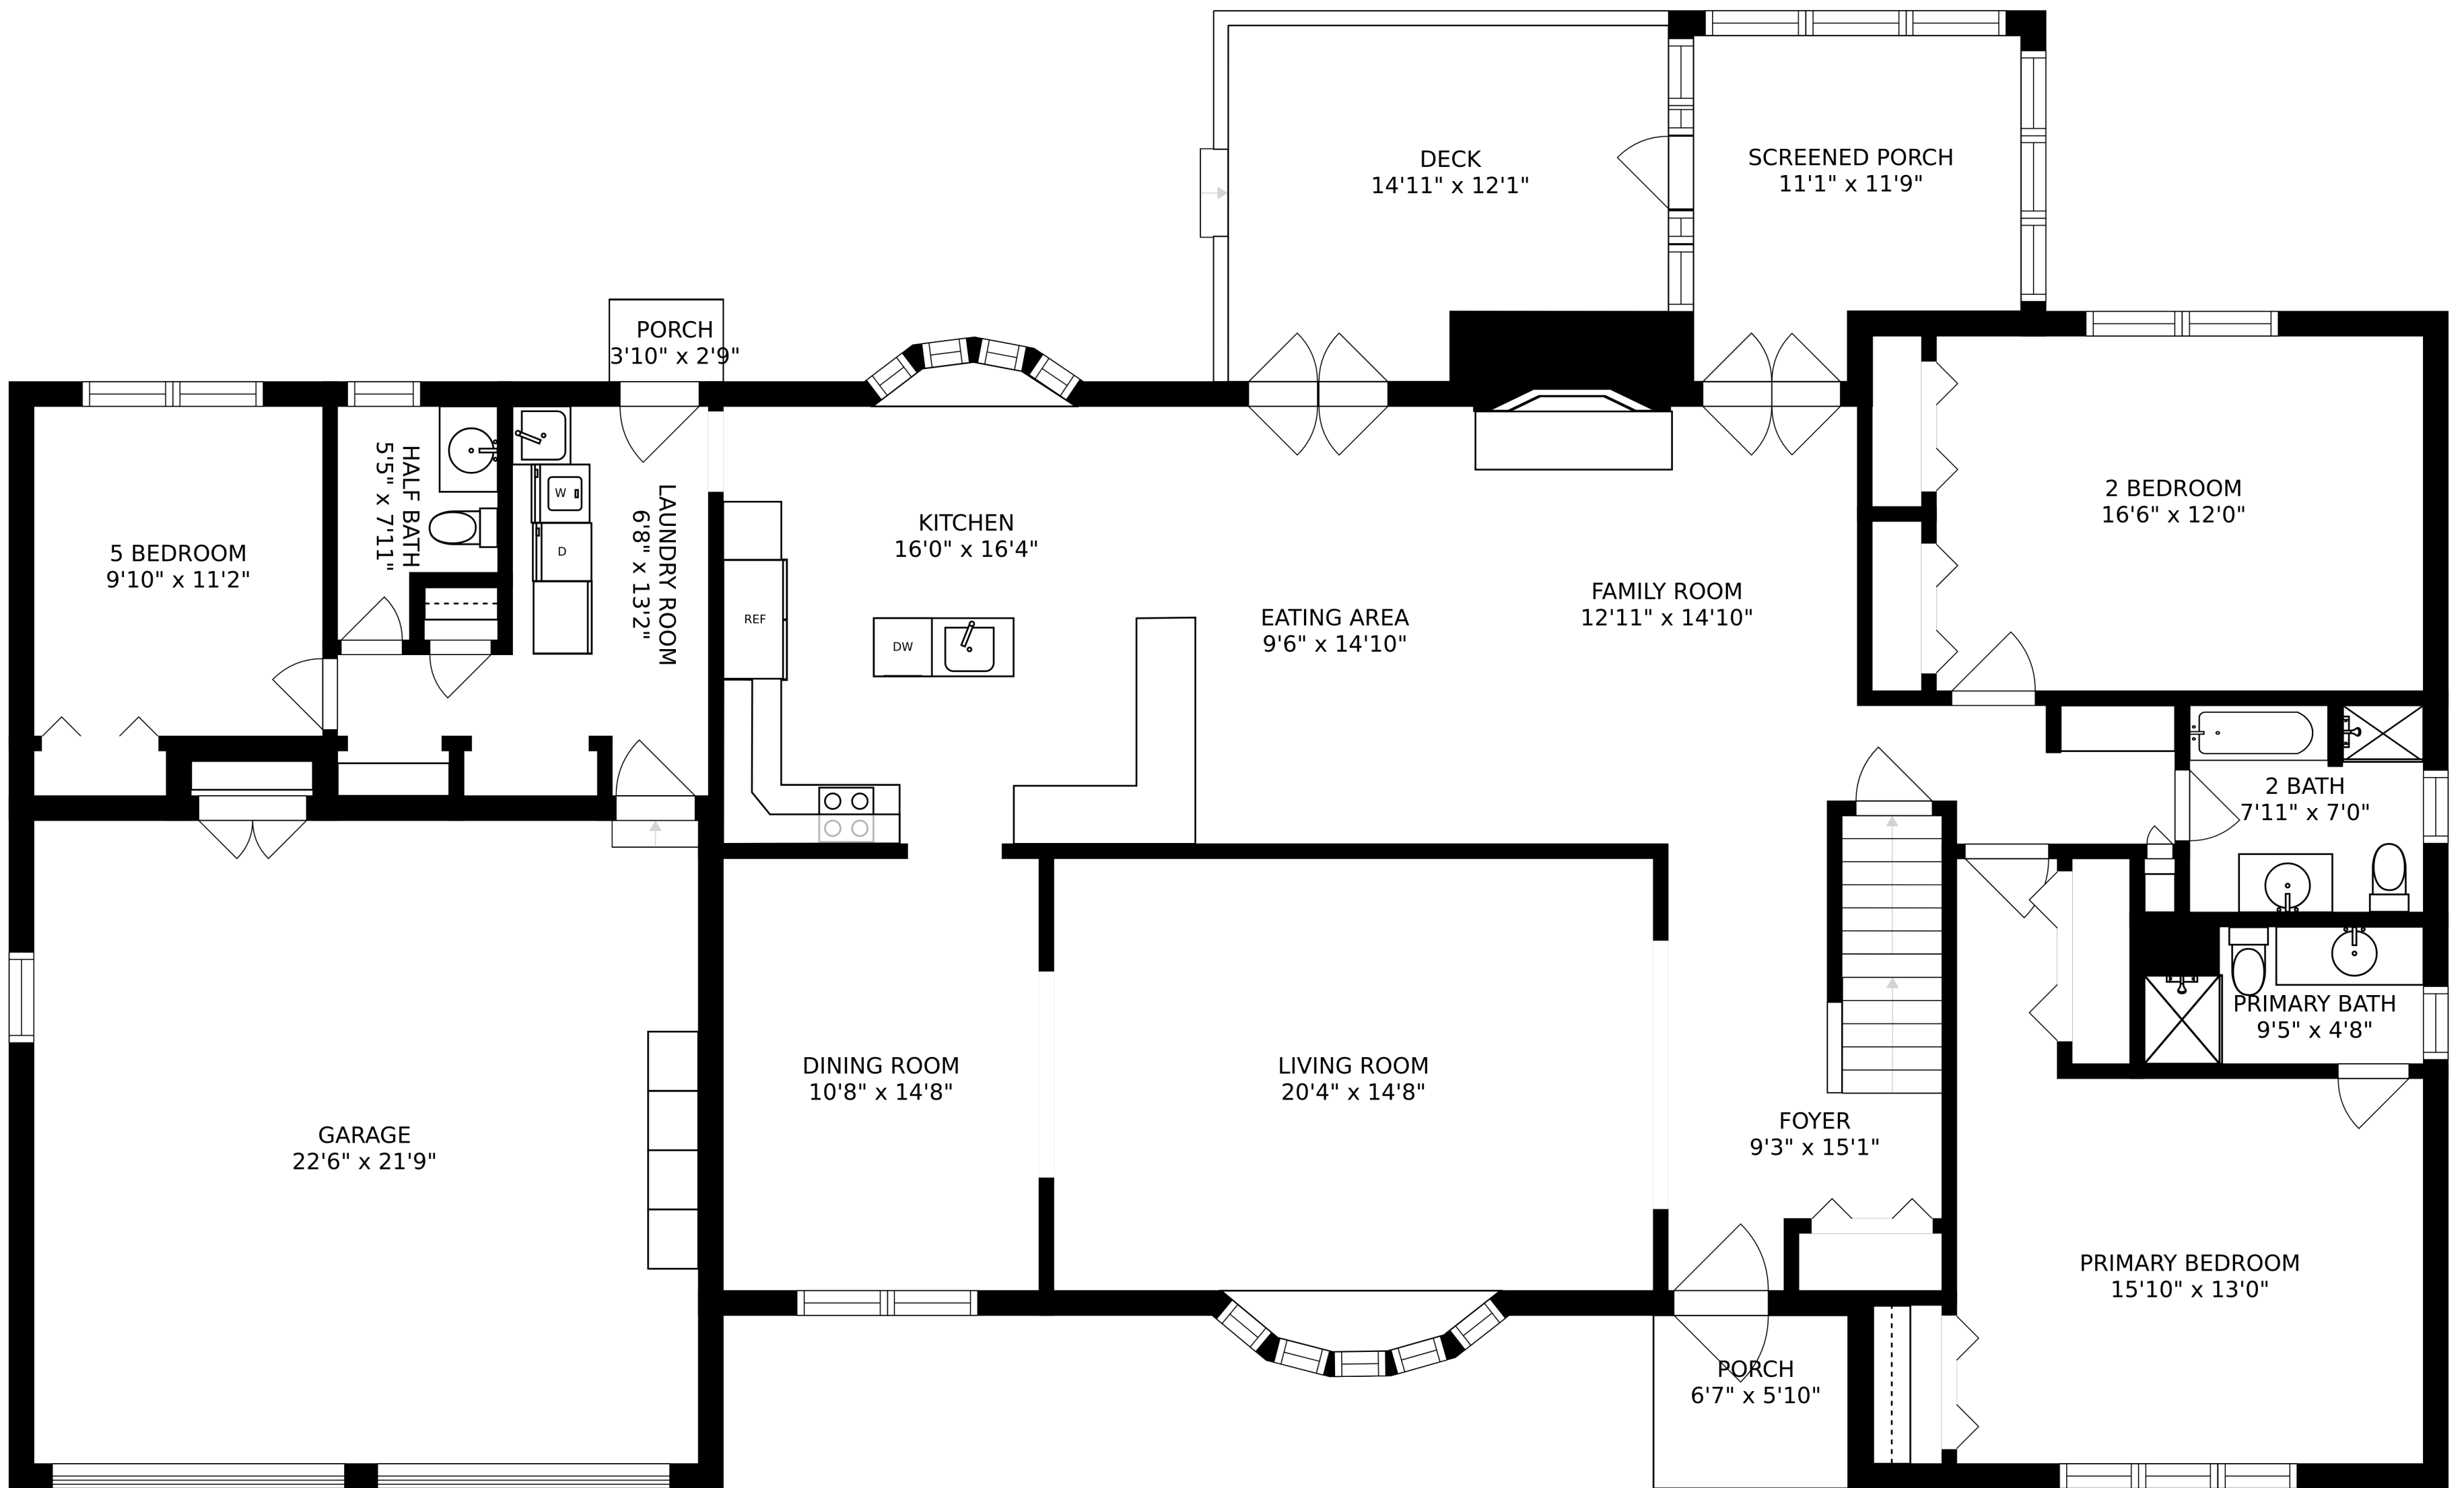 DECK
14'11" x 12'1"
SCREENED PORCH
11'1" x 11'9"
PORCH
3'10" x 2'9"
5 BEDROOM
9'10" x 11'2"
HALF BATH
5'5" x 7'11"
W
D
LAUNDRY ROOM
6'8" x 13'2"
KITCHEN
16'0" x 16'4"
REF
DW
EATING AREA
9'6" x 14'10"
FAMILY ROOM
12'11" x 14'10"
2 BEDROOM
16'6" x 12'0"
2 BATH
7'11" x 7'0"
PRIMARY BATH
9'5" x 4'8"
GARAGE
22'6" x 21'9"
DINING ROOM
10'8" x 14'8"
LIVING ROOM
20'4" x 14'8"
FOYER
9'3" x 15'1"
PRIMARY BEDROOM
15'10" x 13'0"
PORCH
6'7" x 5'10"